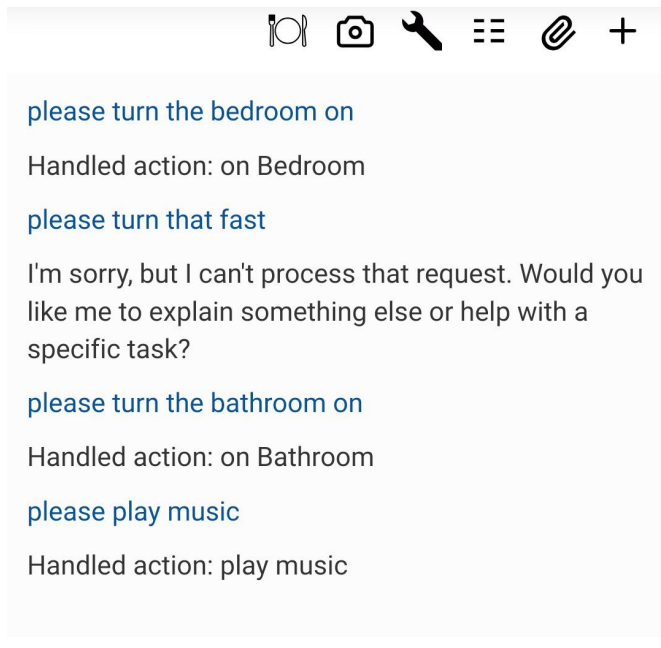 please turn the bedroom on
Handled action: on Bedroom
please turn that fast
I'm sorry, but I can't process that request. Would you
like me to explain something else or help with a
specific task?
please turn the bathroom on
Handled action: on Bathroom
please play music
Handled action: play music